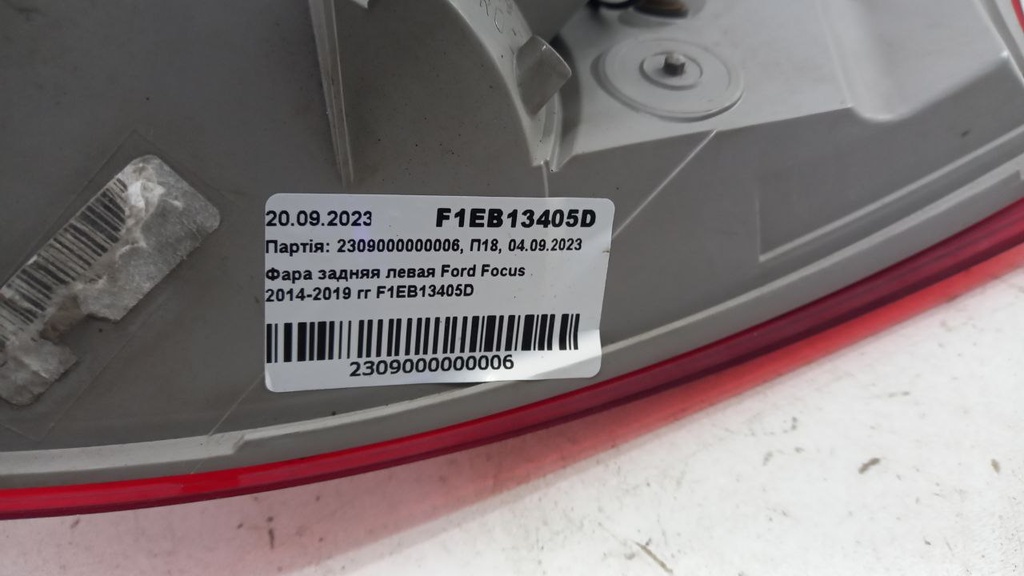 20.09.2023 F1EB13405D
Партія: 2309000000006, П18, 04.09.2023
Фара задняя левая Ford Focus
2014-2019 гг F1EB13405D
2309000000006